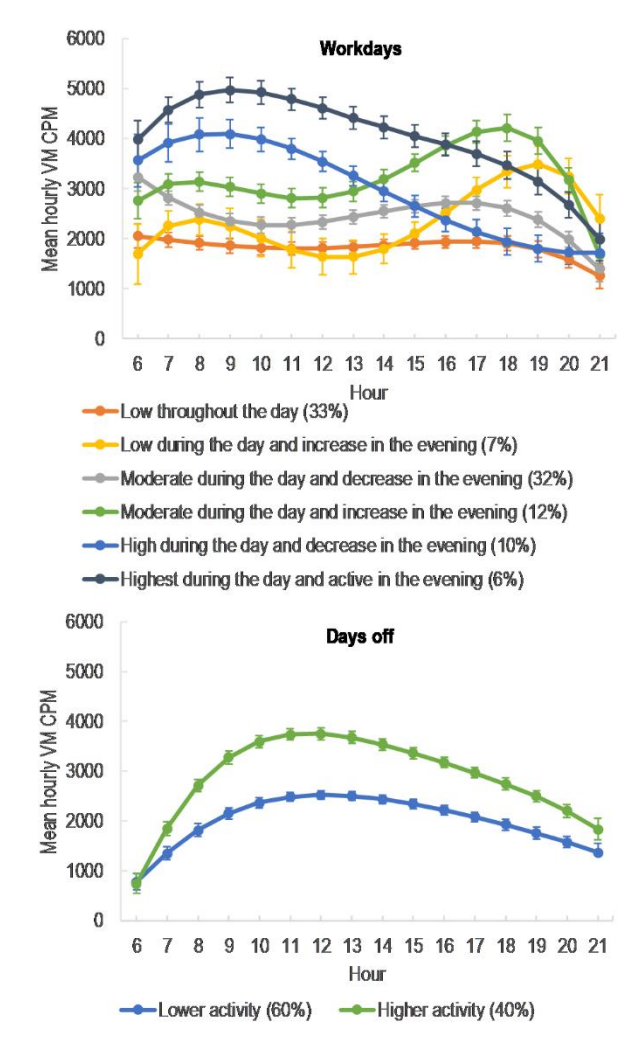 Workdays
Mean hourly VM CPM
6000
5000
4000
3000
2000
1000
0
6 7 8 9 10 11 12 13 14 15 16 17 18 19 20 21
Hour
Low throughout the day (33%)
Low during the day and increase in the evening (7%)
Moderate during the day and decrease in the evening (32%)
Moderate during the day and increase in the evening (12%)
High during the day and decrease in the evening (10%)
Highest during the day and active in the evening (6%)
Days off
Mean hourly VM CPM
6000
5000
4000
3000
2000
1000
0
6 7 8 9 10 11 12 13 14 15 16 17 18 19 20 21
Hour
Lower activity (60%) Higher activity (40%)